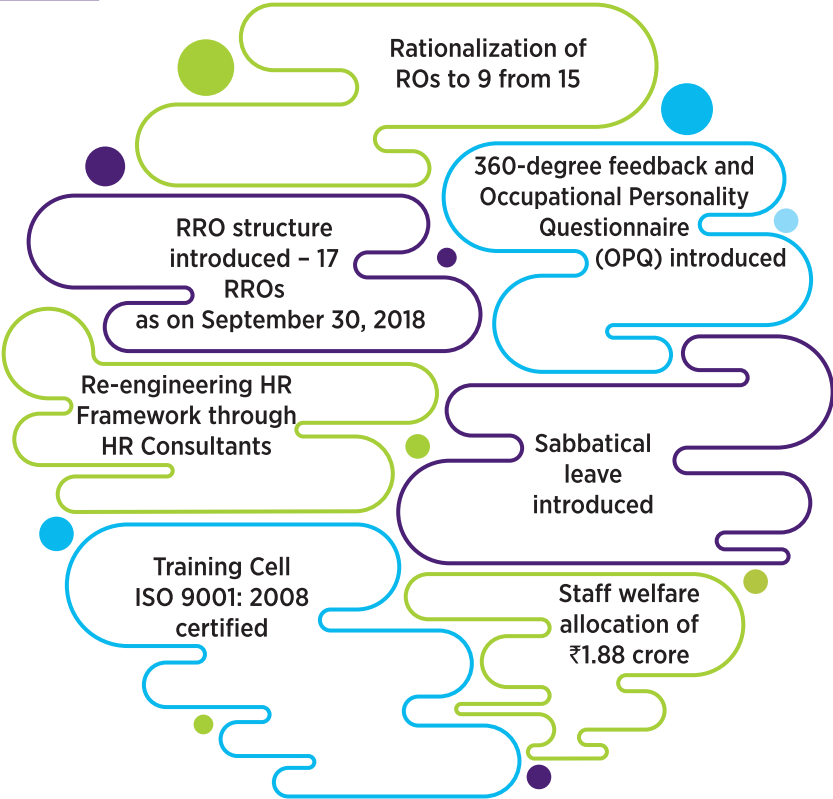 Rationalization of
ROs to 9 from 15
360-degree feedback and
Occupational Personality
Questionnaire
(OPQ) introduced
RRO structure
introduced – 17
RROs
as on September 30, 2018
Re-engineering HR
Framework through
HR Consultants
Sabbatical
leave
introduced
Training Cell
ISO 9001: 2008
certified
Staff welfare
allocation of
₹1.88 crore